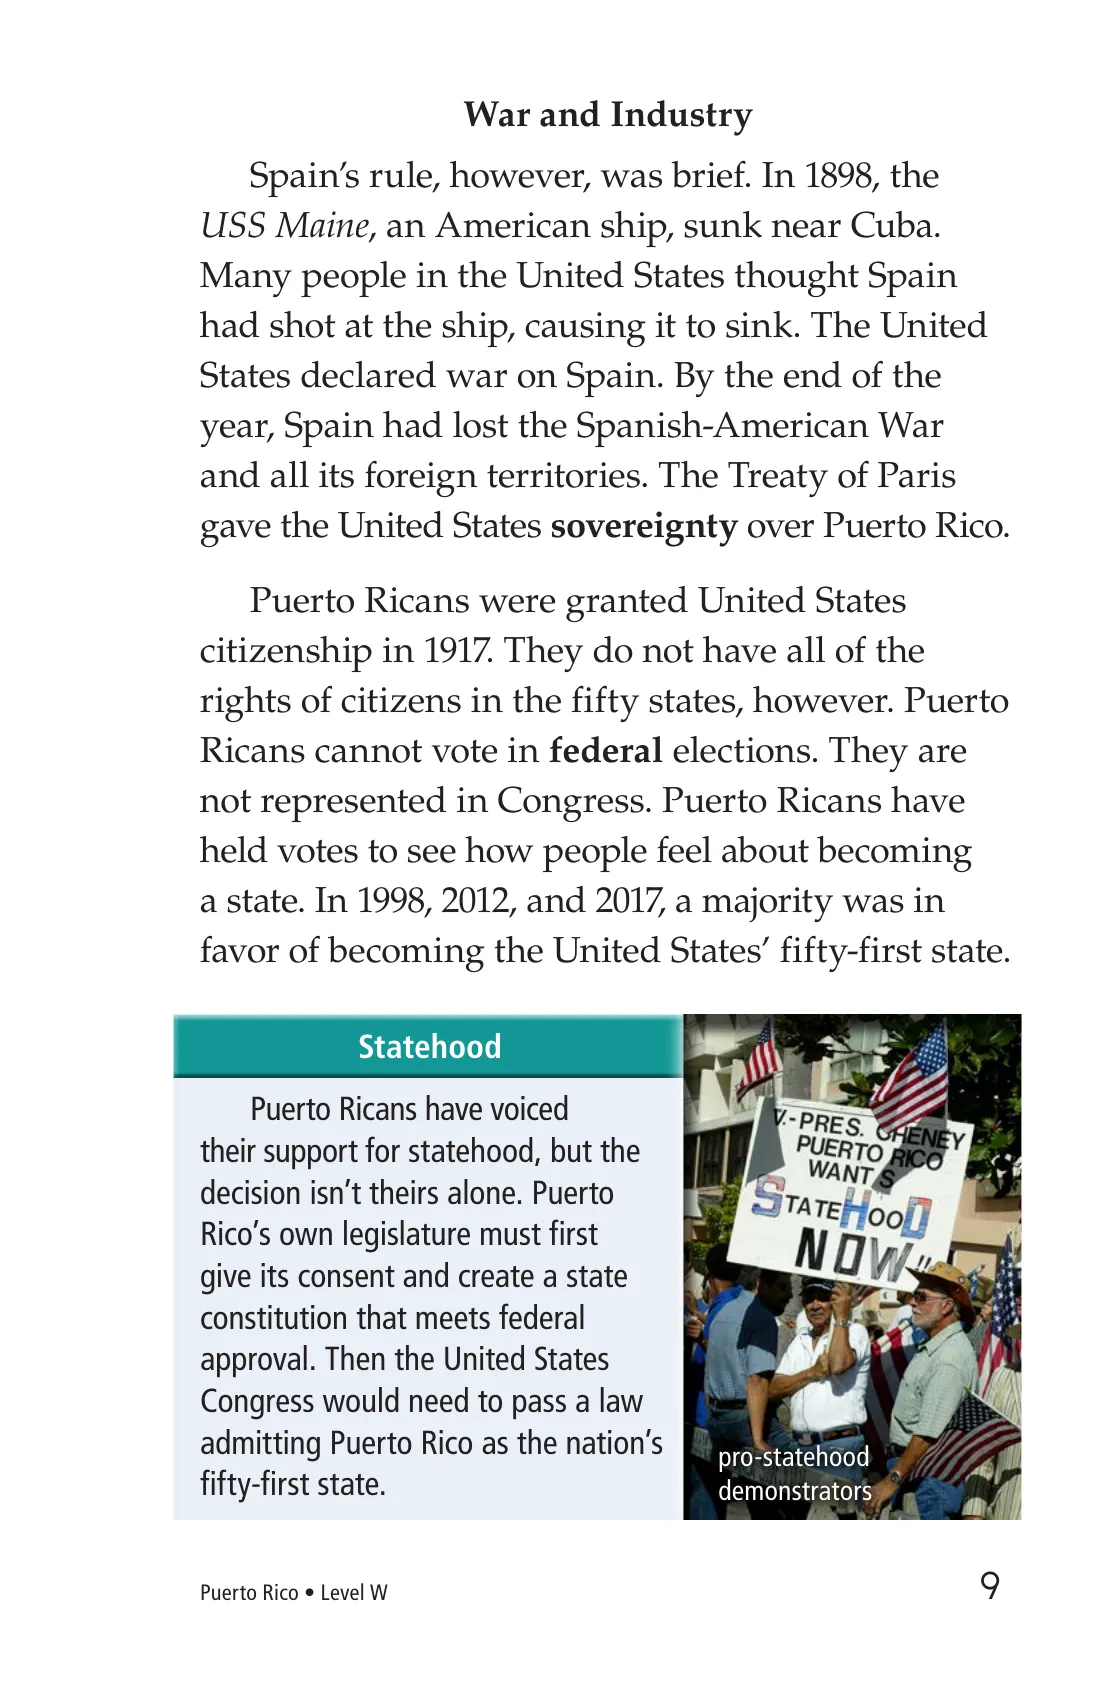 War and Industry
Spain’s rule, however, was brief. In 1898, the
USS Maine, an American ship, sunk near Cuba.
Many people in the United States thought Spain
had shot at the ship, causing it to sink. The United
States declared war on Spain. By the end of the
year, Spain had lost the Spanish-American War
and all its foreign territories. The Treaty of Paris
gave the United States sovereignty over Puerto Rico.
Puerto Ricans were granted United States
citizenship in 1917. They do not have all of the
rights of citizens in the fifty states, however. Puerto
Ricans cannot vote in federal elections. They are
not represented in Congress. Puerto Ricans have
held votes to see how people feel about becoming
a state. In 1998, 2012, and 2017, a majority was in
favor of becoming the United States’ fifty-first state.
Statehood
Puerto Ricans have voiced
their support for statehood, but the
decision isn’t theirs alone. Puerto
Rico’s own legislature must first
give its consent and create a state
constitution that meets federal
approval. Then the United States
Congress would need to pass a law
admitting Puerto Rico as the nation’s
fifty-first state.
V.-PRES. CHENEY
PUERTO RICO
WANTS
STATEHOOD
NOW!!
pro-statehood
demonstrators
Puerto Rico • Level W
9